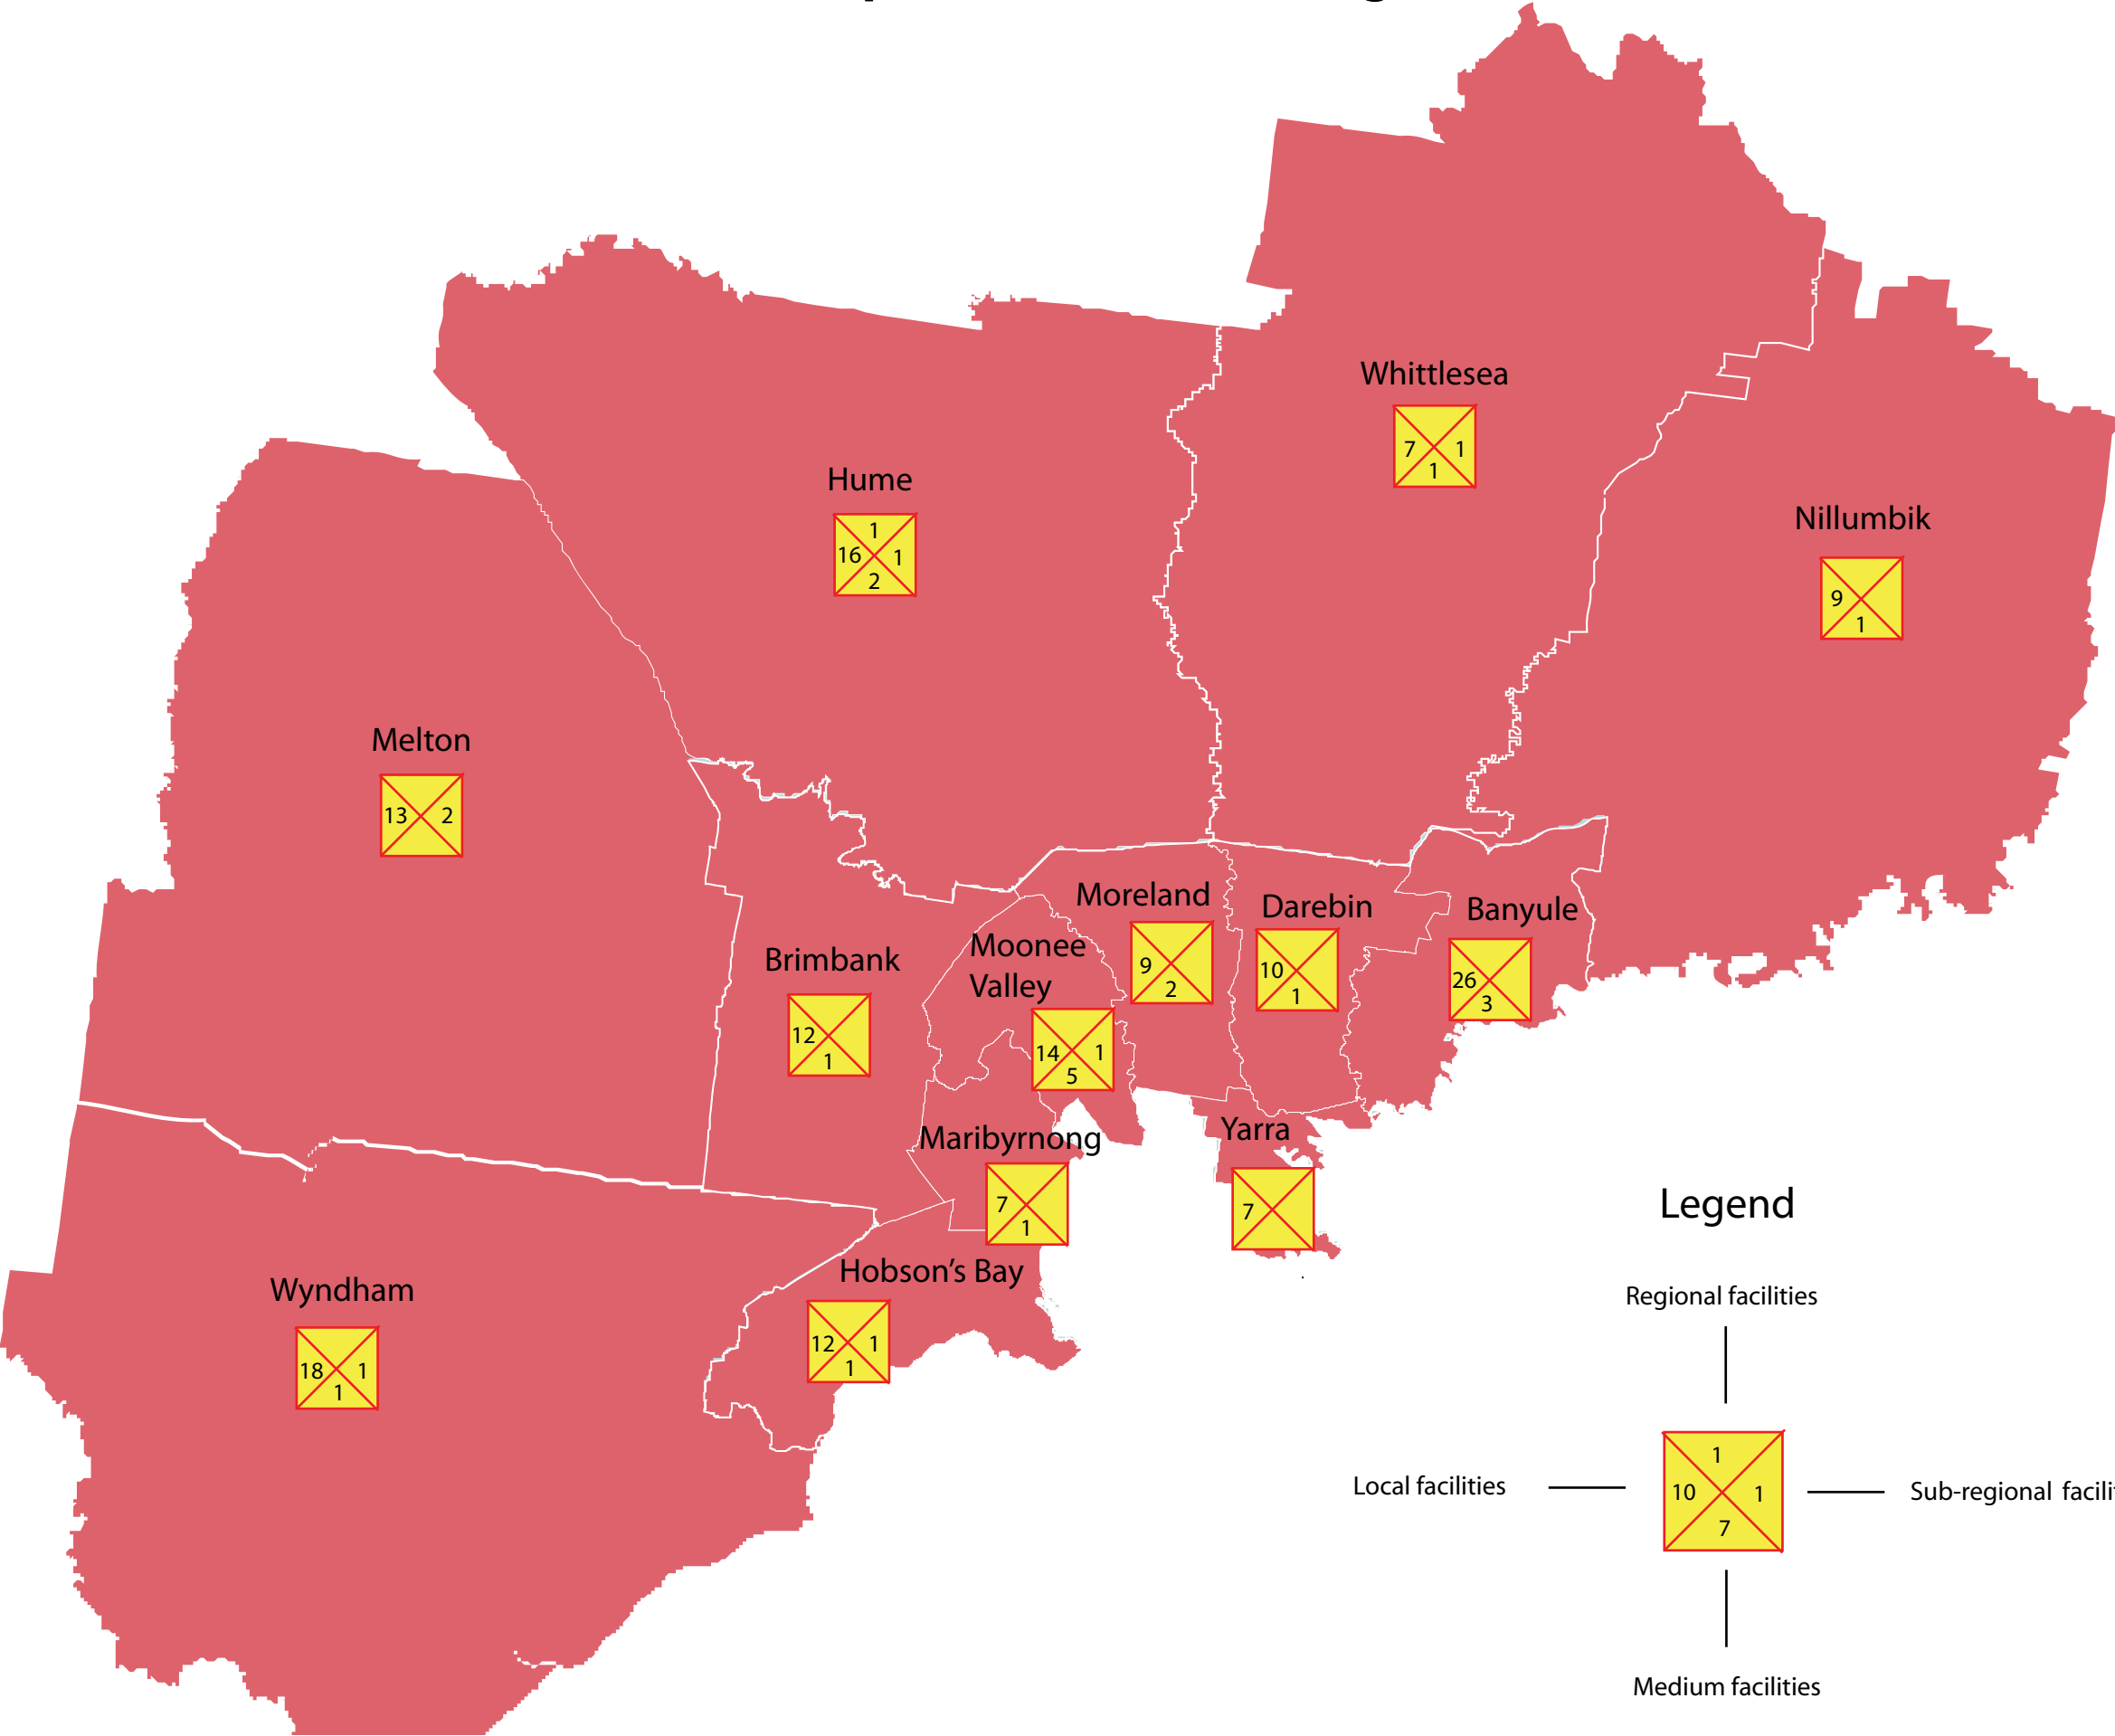 Whittlesea
7 1
1
Hume
1
16 1
2
Nillumbik
9
1
Melton
13 2
Moreland
9
2
Darebin
10
1
Banyule
26
3
Moonee
Valley
14 1
5
Brimbank
12
1
Maribyrnong
7
1
Yarra
7
Hobson's Bay
12 1
1
Wyndham
18 1
1
Legend
Regional facilities
1
Local facilities
10 1
Sub-regional facili
7
Medium facilities